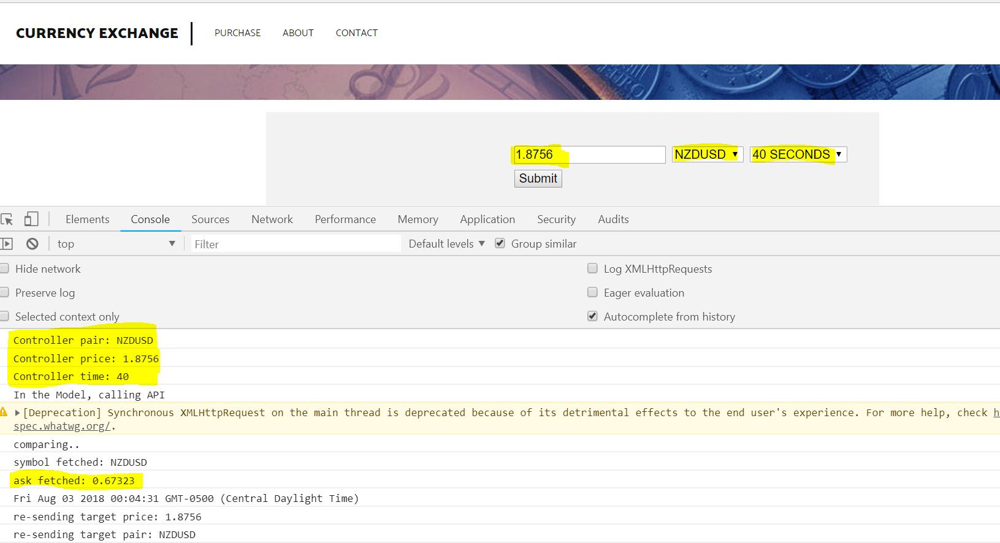 CURRENCY EXCHANGE PURCHASE ABOUT CONTACT
1.8756 NZDUSD 40 SECONDS
Submit
Elements Console Sources Network Performance Memory Application Security Audits
top Filter Default levels Group similar
Hide network Log XMLHttpRequests
Preserve log Eager evaluation
Selected context only Autocomplete from history
Controller pair: NZDUSD
Controller price: 1.8756
Controller time: 40
In the Model, calling API
[Deprecation] Synchronous XMLHttpRequest on the main thread is deprecated because of its detrimental effects to the end user's experience. For more help, check h
spec.whatwg.org/.
comparing..
symbol fetched: NZDUSD
ask fetched: 0.67323
Fri Aug 03 2018 00:04:31 GMT-0500 (Central Daylight Time)
re-sending target price: 1.8756
re-sending target pair: NZDUSD